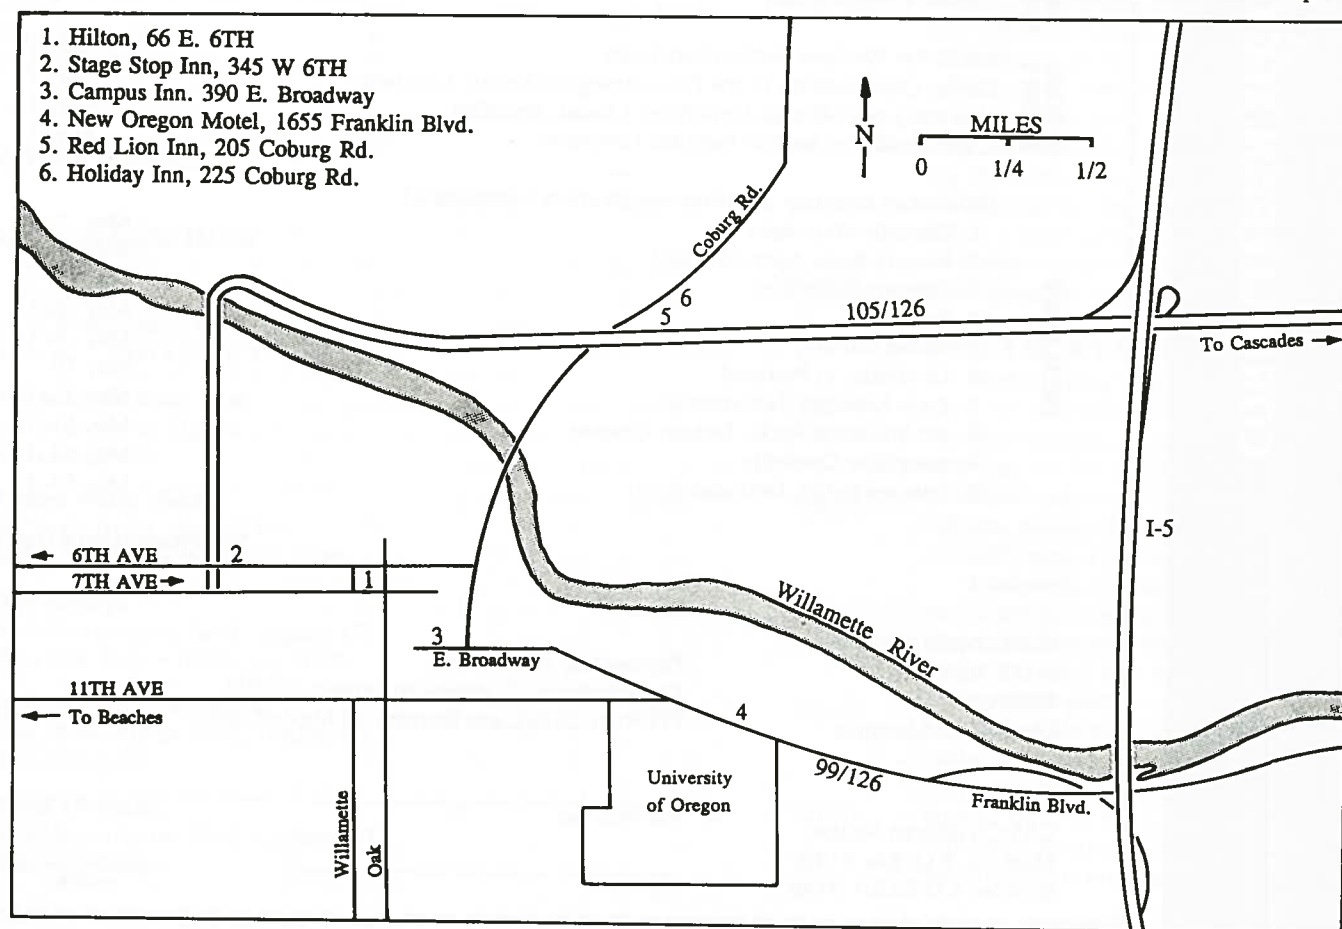 1. Hilton, 66 E. 6TH
2. Stage Stop Inn, 345 W 6TH
3. Campus Inn. 390 E. Broadway
4. New Oregon Motel, 1655 Franklin Blvd.
5. Red Lion Inn, 205 Coburg Rd.
6. Holiday Inn, 225 Coburg Rd.
N
MILES
0 1/4 1/2
Coburg Rd.
6
5
105/126
To Cascades →
I-5
← 6TH AVE
2
7TH AVE →
1
3
E. Broadway
Willamette River
11TH AVE
← To Beaches
4
99/126
University
of Oregon
Franklin Blvd.
Willamette
Oak